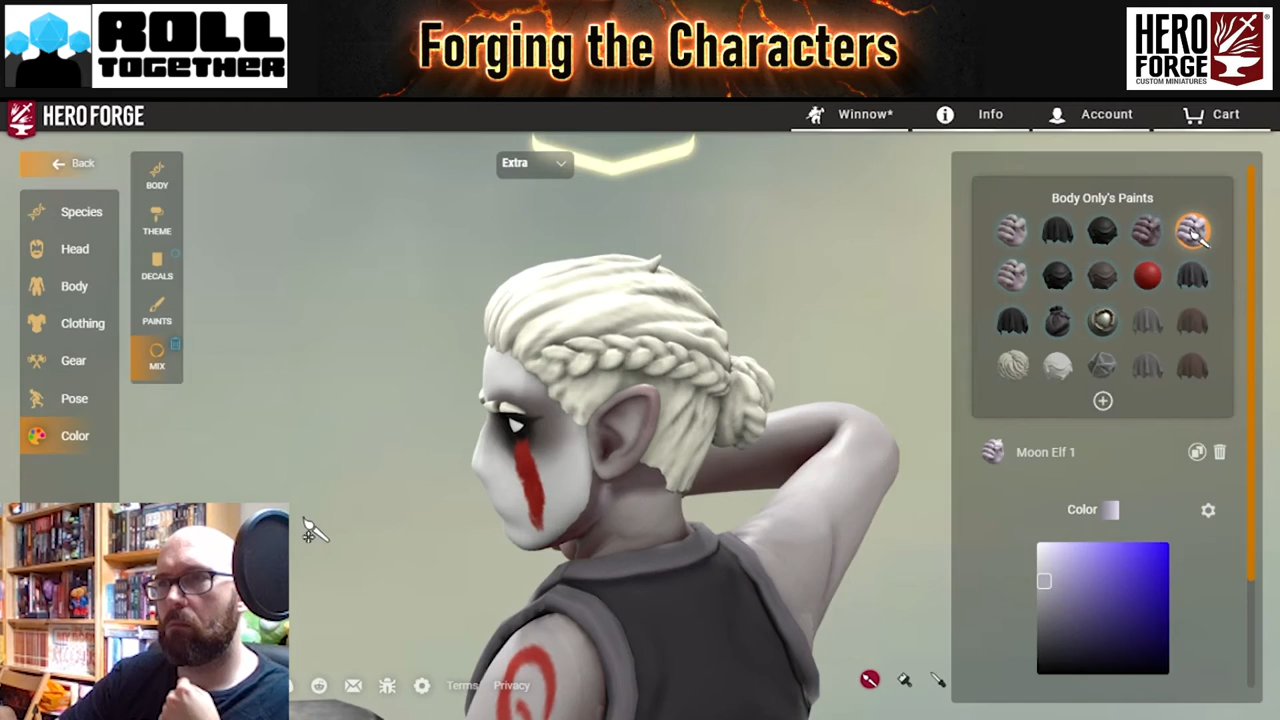 ROLL
TOGETHER
Forging the Characters
HERO
FORGE®
CUSTOM MINIATURES
HERO FORGE
Winnow*
Info
Account
Cart
Back
Species
Head
Body
Clothing
Gear
Pose
Color
BODY
THEME
DECALS
PAINTS
MIX
Extra
Body Only's Paints
Moon Elf 1
Color
Terms
Privacy